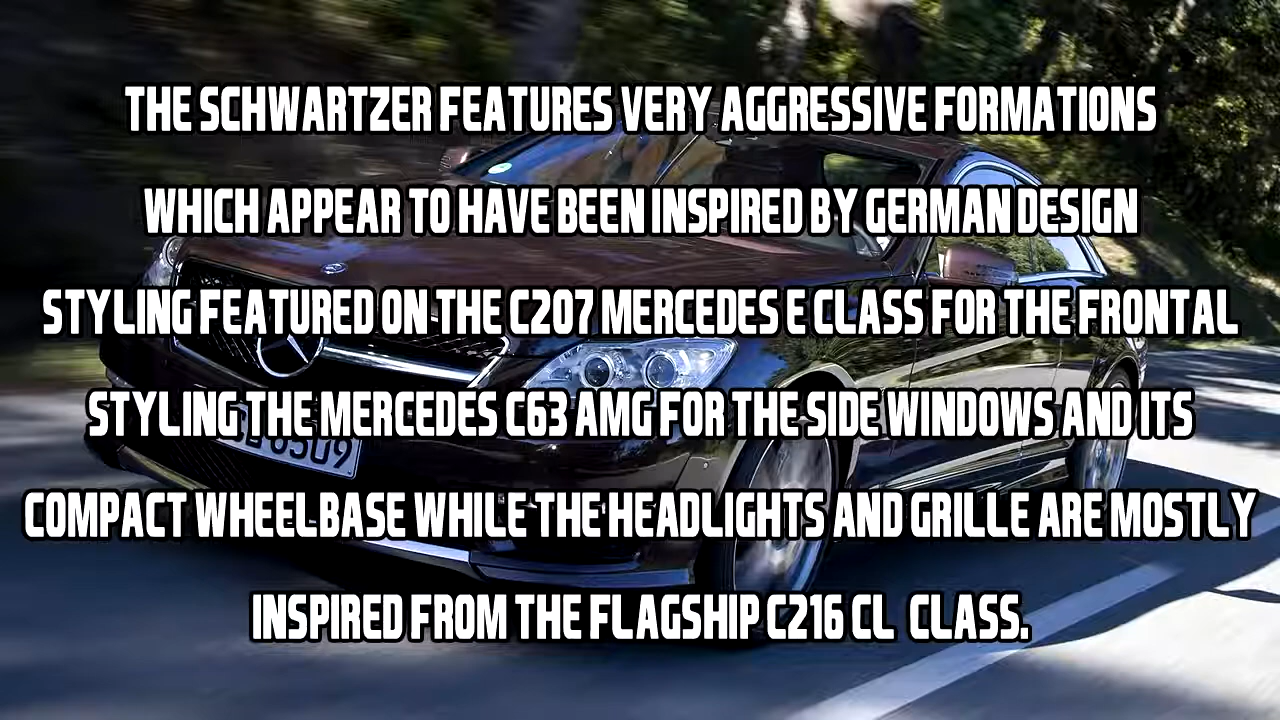 THE SCHWARTZER FEATURES VERY AGGRESSIVE FORMATIONS
WHICH APPEAR TO HAVE BEEN INSPIRED BY GERMAN DESIGN
STYLING FEATURED ON THE C207 MERCEDES E CLASS FOR THE FRONTAL
STYLING THE MERCEDES C63 AMG FOR THE SIDE WINDOWS AND ITS
COMPACT WHEELBASE WHILE THE HEADLIGHTS AND GRILLE ARE MOSTLY
INSPIRED FROM THE FLAGSHIP C216 CL CLASS.